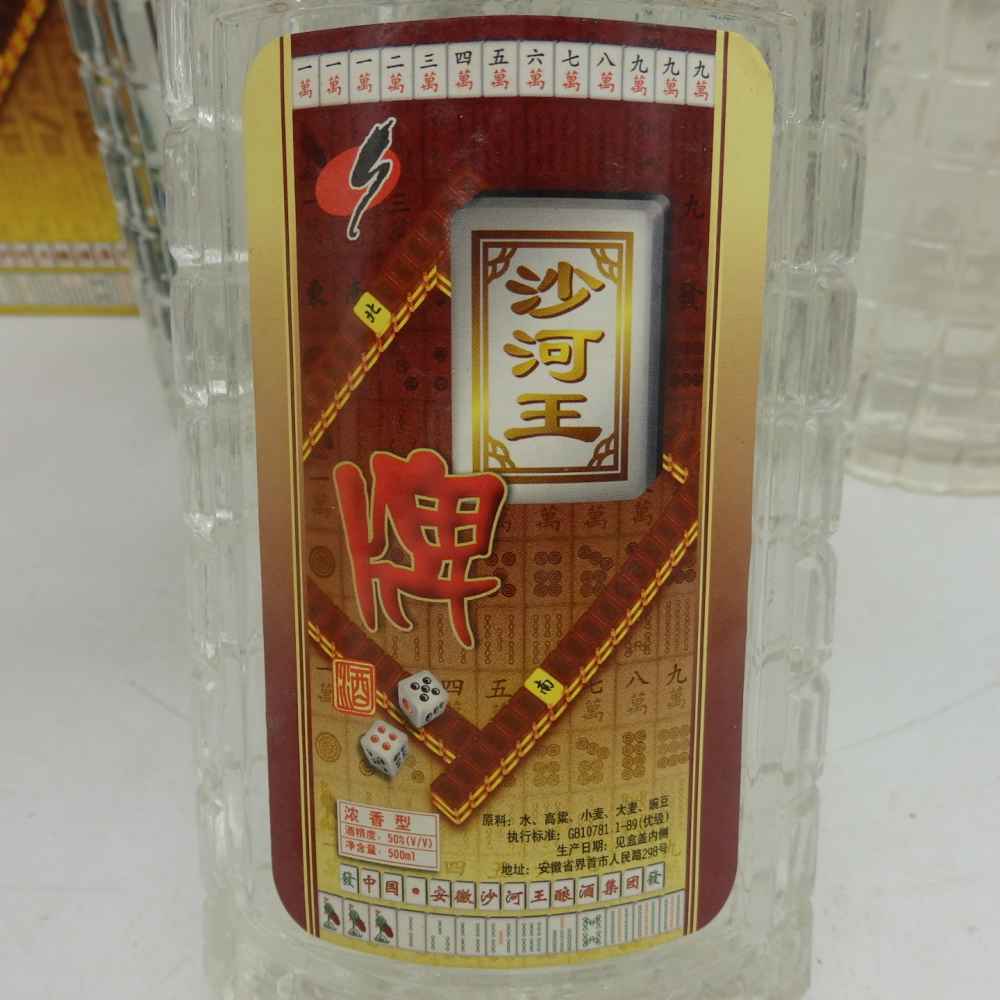 一萬 一萬 一萬 二萬 三萬 四萬 五萬 六萬 七萬 八萬 九萬 九萬 九萬
沙河王
北
牌
酒
南
浓香型
酒精度：50%(V/V)
净含量：500ml
原料：水、高粱、小麦、大麦、豌豆
执行标准：GB10781.1-89(优级)
生产日期：见盒盖内侧
地址：安徽省界首市人民路298号
發中國·安徽沙河王酿酒集团發